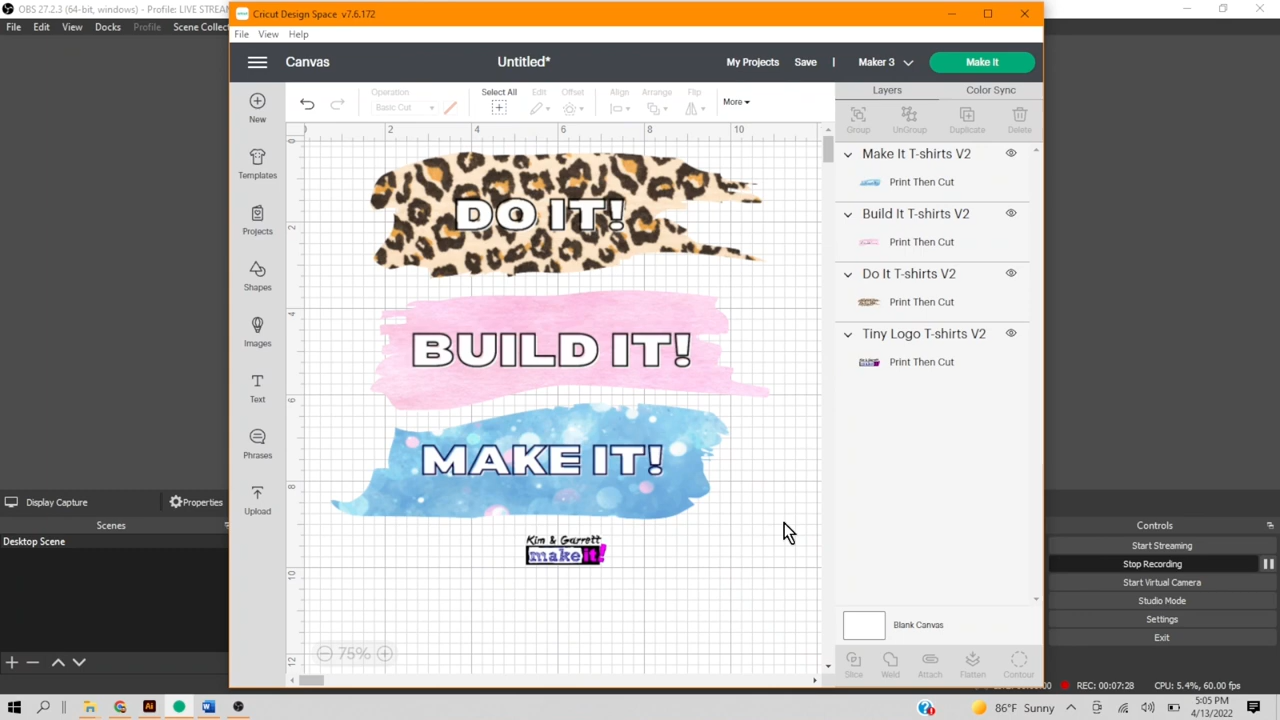 OBS 27.2.3 (64-bit, windows) - Profile: LIVE STREAM
File Edit View Docks Profile Scene Collec
Cricut Design Space v7.6.172
File View Help
Canvas
Untitled*
My Projects Save | Maker 3 Make It
New
Templates
Projects
Shapes
Images
Text
Phrases
Upload
Operation
Basic Cut
Select All
Edit
Offset
Align
Arrange
Flip
More
2 4 6 8 10
0
2
4
6
8
10
12
DO IT!
BUILD IT!
MAKE IT!
Kim & Garrett
make it!
75%
Layers Color Sync
Group UnGroup Duplicate Delete
Make It T-shirts V2
Print Then Cut
Build It T-shirts V2
Print Then Cut
Do It T-shirts V2
Print Then Cut
Tiny Logo T-shirts V2
Print Then Cut
Blank Canvas
Slice Weld Attach Flatten Contour
Display Capture
Properties
Scenes
Desktop Scene
Controls
Start Streaming
Stop Recording
Start Virtual Camera
Studio Mode
Settings
Exit
REC: 00:07:28 CPU: 5.4%, 60.00 fps
86°F Sunny
5:05 PM
4/13/2022